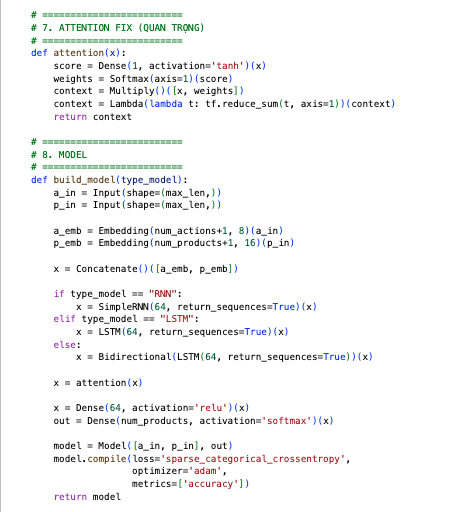 # =========================
# 7. ATTENTION FIX (QUAN TRỌNG)
# =========================
def attention(x):
    score = Dense(1, activation='tanh')(x)
    weights = Softmax(axis=1)(score)
    context = Multiply()([x, weights])
    context = Lambda(lambda t: tf.reduce_sum(t, axis=1))(context)
    return context

# =========================
# 8. MODEL
# =========================
def build_model(type_model):
    a_in = Input(shape=(max_len,))
    p_in = Input(shape=(max_len,))

    a_emb = Embedding(num_actions+1, 8)(a_in)
    p_emb = Embedding(num_products+1, 16)(p_in)

    x = Concatenate()([a_emb, p_emb])

    if type_model == "RNN":
        x = SimpleRNN(64, return_sequences=True)(x)
    elif type_model == "LSTM":
        x = LSTM(64, return_sequences=True)(x)
    else:
        x = Bidirectional(LSTM(64, return_sequences=True))(x)

    x = attention(x)

    x = Dense(64, activation='relu')(x)
    out = Dense(num_products, activation='softmax')(x)

    model = Model([a_in, p_in], out)
    model.compile(loss='sparse_categorical_crossentropy',
                  optimizer='adam',
                  metrics=['accuracy'])
    return model